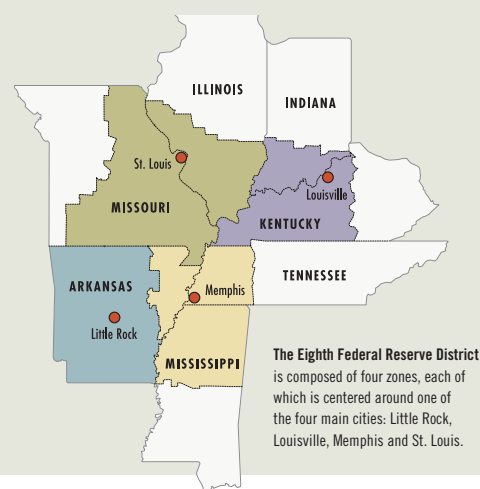 ILLINOIS
INDIANA
St. Louis
Louisville
MISSOURI
KENTUCKY
TENNESSEE
ARKANSAS
Memphis
Little Rock
MISSISSIPPI
The Eighth Federal Reserve District
is composed of four zones, each of
which is centered around one of
the four main cities: Little Rock,
Louisville, Memphis and St. Louis.